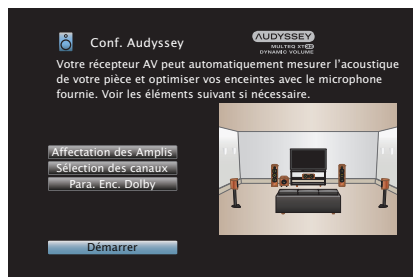 Conf. Audyssey
AUDYSSEY
MULTEQ XT32
DYNAMIC VOLUME
Votre récepteur AV peut automatiquement mesurer l'acoustique
de votre pièce et optimiser vos enceintes avec le microphone
fournie. Voir les éléments suivant si nécessaire.
Affectation des Amplis
Sélection des canaux
Para. Enc. Dolby
Démarrer